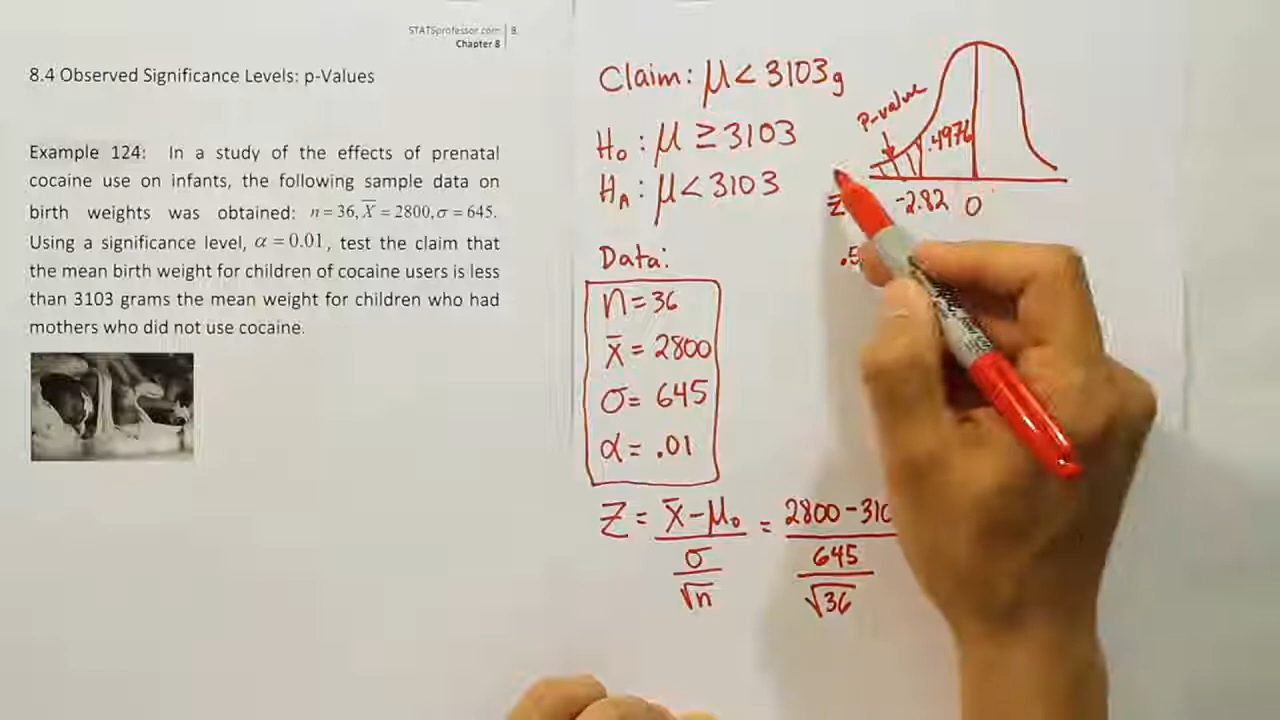 STATSprofessor.com | 8.
Chapter 8
8.4 Observed Significance Levels: p-Values
Example 124: In a study of the effects of prenatal
cocaine use on infants, the following sample data on
birth weights was obtained: n = 36, X̄ = 2800, σ = 645.
Using a significance level, α = 0.01, test the claim that
the mean birth weight for children of cocaine users is less
than 3103 grams the mean weight for children who had
mothers who did not use cocaine.
Claim: μ < 3103g
H₀: μ ≥ 3103
Hₐ: μ < 3103
Data:
n = 36
x̄ = 2800
σ = 645
α = .01
Z = x̄ - μ₀ = 2800 - 310
σ 645
√n √36
P-value
.4976
Z -2.82 0
.5